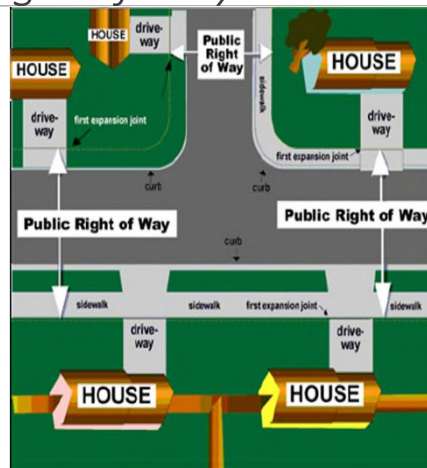 HOUSE
drive-
way
Public
Right
of Way
HOUSE
HOUSE
drive-
way
first expansion joint
sidewalk
drive-
way
first expansion joint
curb
curb
Public Right of Way
Public Right of Way
curb
sidewalk
sidewalk
first expansion joint
sidewalk
drive-
way
drive-
way
HOUSE
HOUSE